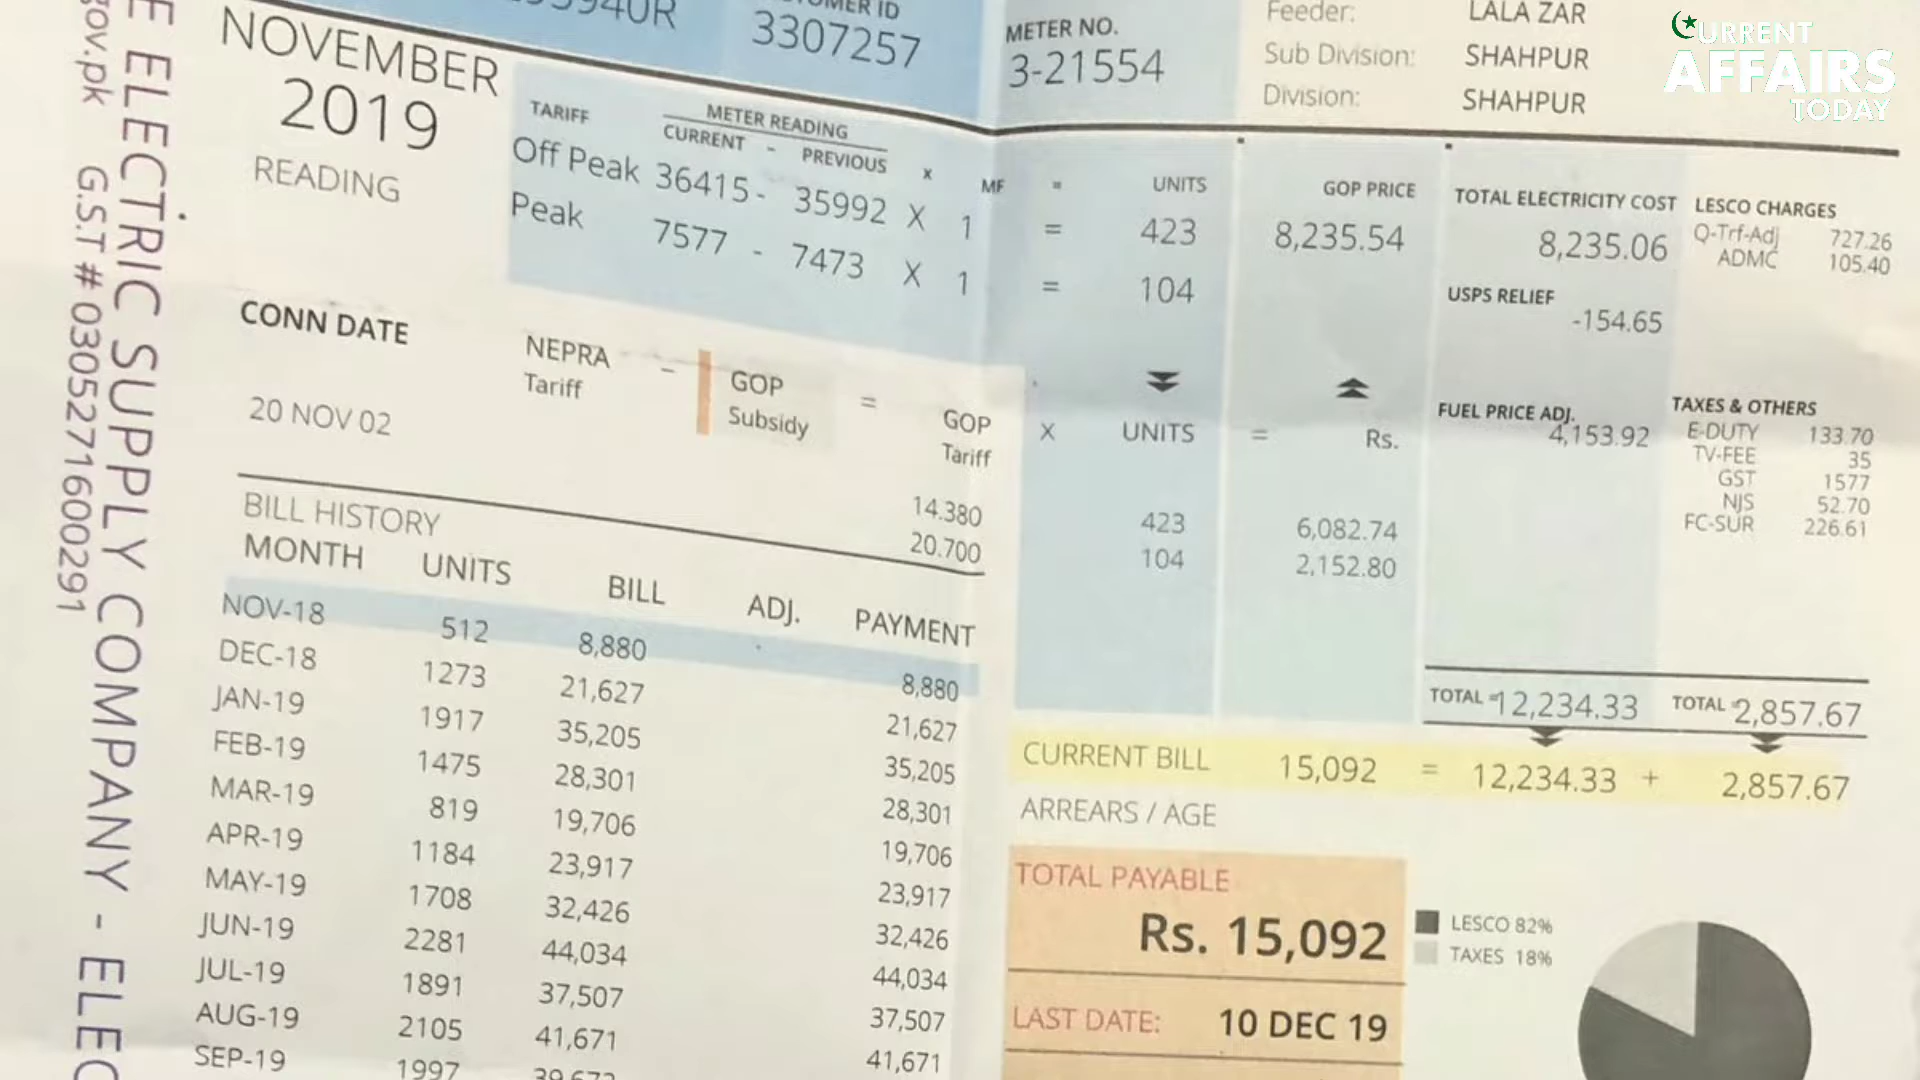 CURRENT
AFFAIRS
TODAY
E ELECTRIC SUPPLY COMPANY - ELEC
gov.pk G.S.T # 0305271600291
3307257
METER NO.
3-21554
Feeder: LALA ZAR
Sub Division: SHAHPUR
Division: SHAHPUR
NOVEMBER
2019
READING
TARIFF METER READING
CURRENT - PREVIOUS x MF = UNITS GOP PRICE
Off Peak 36415 - 35992 X 1 = 423 8,235.54
Peak 7577 - 7473 X 1 = 104
TOTAL ELECTRICITY COST
8,235.06
USPS RELIEF
-154.65
FUEL PRICE ADJ.
4,153.92
LESCO CHARGES
Q-Trf-Adj 727.26
ADMC 105.40
TAXES & OTHERS
E-DUTY 133.70
TV-FEE 35
GST 1577
NJS 52.70
FC-SUR 226.61
CONN DATE
20 NOV 02
NEPRA Tariff - GOP Subsidy = GOP Tariff X UNITS = Rs.
14.380 423 6,082.74
20.700 104 2,152.80
BILL HISTORY
MONTH UNITS BILL ADJ. PAYMENT
NOV-18 512 8,880 8,880
DEC-18 1273 21,627 21,627
JAN-19 1917 35,205 35,205
FEB-19 1475 28,301 28,301
MAR-19 819 19,706 19,706
APR-19 1184 23,917 23,917
MAY-19 1708 32,426 32,426
JUN-19 2281 44,034 44,034
JUL-19 1891 37,507 37,507
AUG-19 2105 41,671 41,671
SEP-19 1997
TOTAL = 12,234.33 TOTAL = 2,857.67
CURRENT BILL 15,092 = 12,234.33 + 2,857.67
ARREARS / AGE
TOTAL PAYABLE
Rs. 15,092
LAST DATE: 10 DEC 19
LESCO 82%
TAXES 18%